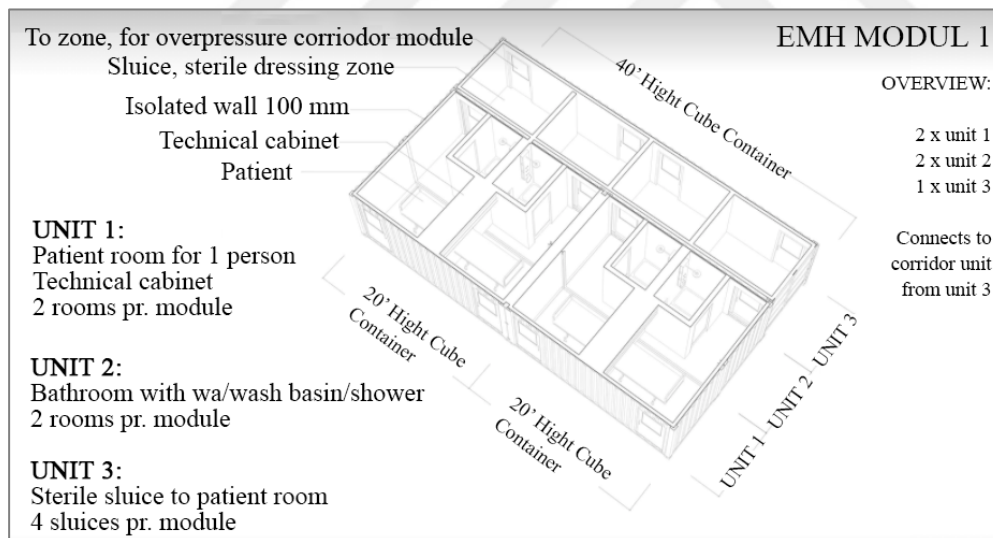 To zone, for overpressure corriodor module
Sluice, sterile dressing zone
Isolated wall 100 mm
Technical cabinet
Patient
EMH MODUL 1
OVERVIEW:
2 x unit 1
2 x unit 2
1 x unit 3
Connects to
corridor unit
from unit 3
40' Hight Cube Container
20' Hight Cube
Container
20' Hight Cube
Container
UNIT 1 - UNIT 2 - UNIT 3
UNIT 1:
Patient room for 1 person
Technical cabinet
2 rooms pr. module
UNIT 2:
Bathroom with wa/wash basin/shower
2 rooms pr. module
UNIT 3:
Sterile sluice to patient room
4 sluices pr. module